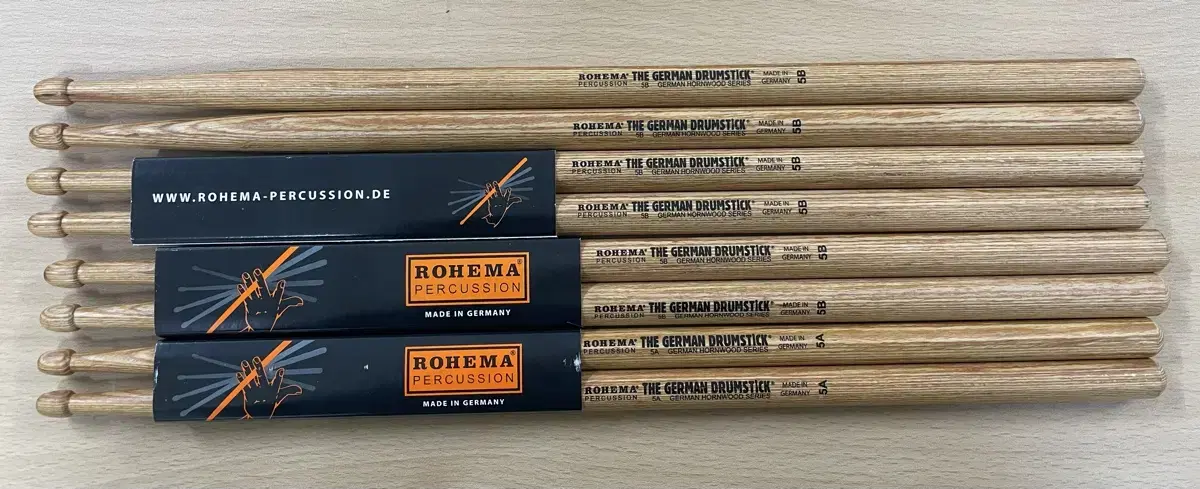 ROHEMA® THE GERMAN DRUMSTICK® MADE IN 5B
PERCUSSION 5B GERMAN HORNWOOD SERIES GERMANY
ROHEMA® THE GERMAN DRUMSTICK® MADE IN 5B
PERCUSSION 5B GERMAN HORNWOOD SERIES GERMANY
ROHEMA® THE GERMAN DRUMSTICK® MADE IN 5B
PERCUSSION 5B GERMAN HORNWOOD SERIES GERMANY
WWW.ROHEMA-PERCUSSION.DE
ROHEMA® THE GERMAN DRUMSTICK® MADE IN 5B
PERCUSSION 5B GERMAN HORNWOOD SERIES GERMANY
ROHEMA®
PERCUSSION
MADE IN GERMANY
ROHEMA® THE GERMAN DRUMSTICK® MADE IN 5B
PERCUSSION 5B GERMAN HORNWOOD SERIES GERMANY
ROHEMA® THE GERMAN DRUMSTICK® MADE IN 5B
PERCUSSION 5B GERMAN HORNWOOD SERIES GERMANY
ROHEMA®
PERCUSSION
MADE IN GERMANY
ROHEMA® THE GERMAN DRUMSTICK® MADE IN 5A
PERCUSSION 5A GERMAN HORNWOOD SERIES GERMANY
ROHEMA® THE GERMAN DRUMSTICK® MADE IN 5A
PERCUSSION 5A GERMAN HORNWOOD SERIES GERMANY